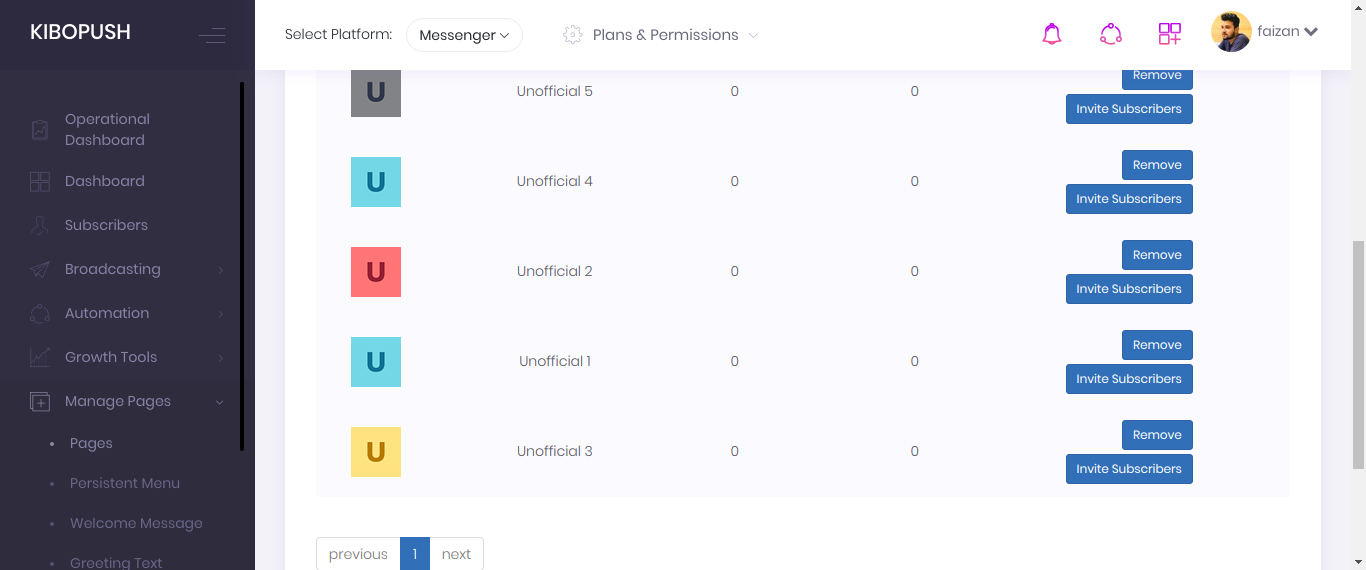 KIBOPUSH
Select Platform: Messenger
Plans & Permissions
faizan
Operational
Dashboard
Dashboard
Subscribers
Broadcasting
Automation
Growth Tools
Manage Pages
Pages
Persistent Menu
Welcome Message
Greeting Text
U Unofficial 5 0 0 Remove
Invite Subscribers
U Unofficial 4 0 0 Remove
Invite Subscribers
U Unofficial 2 0 0 Remove
Invite Subscribers
U Unofficial 1 0 0 Remove
Invite Subscribers
U Unofficial 3 0 0 Remove
Invite Subscribers
previous 1 next